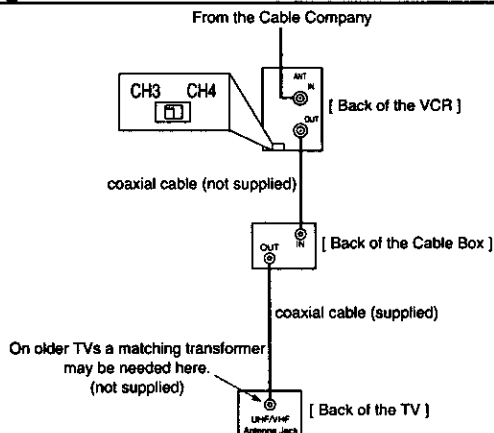 From the Cable Company
CH3 CH4
ANT
IN
OUT
[ Back of the VCR ]
coaxial cable (not supplied)
OUT
IN
[ Back of the Cable Box ]
coaxial cable (supplied)
On older TVs a matching transformer
may be needed here.
(not supplied)
UHF/VHF
Antenna Jack
[ Back of the TV ]